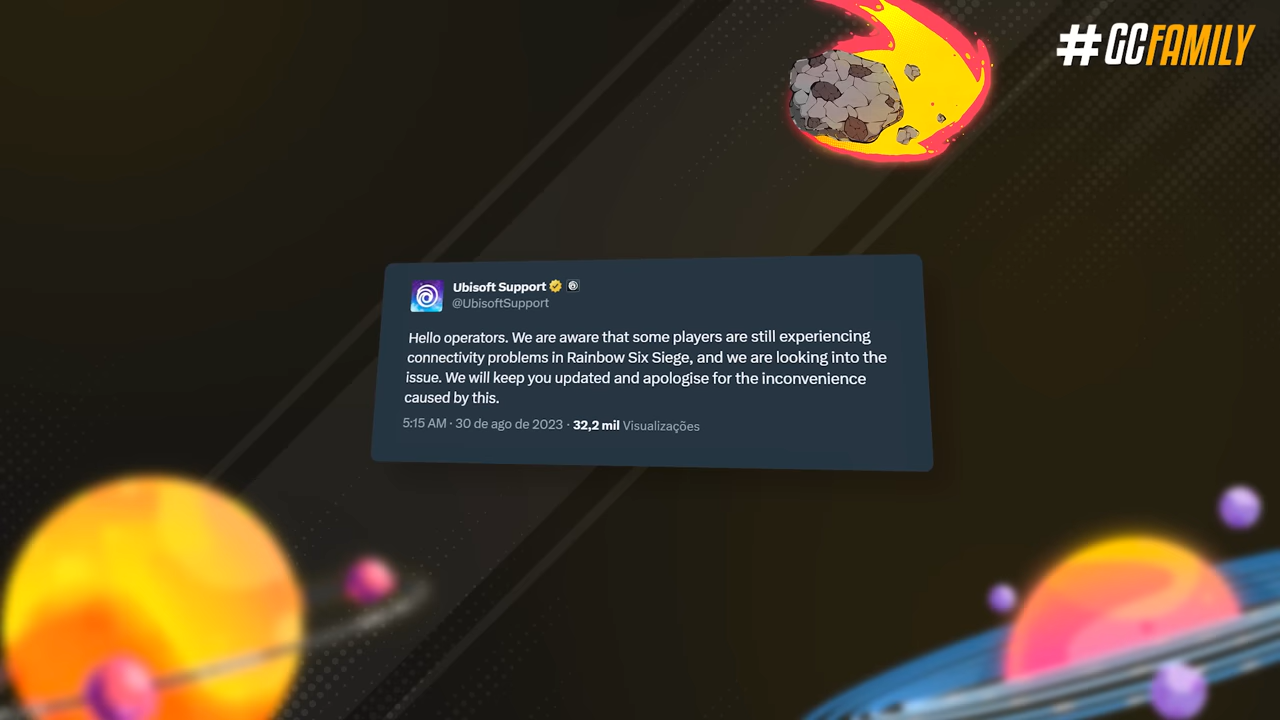 #GCFAMILY
Ubisoft Support
@UbisoftSupport
Hello operators. We are aware that some players are still experiencing
connectivity problems in Rainbow Six Siege, and we are looking into the
issue. We will keep you updated and apologise for the inconvenience
caused by this.
5:15 AM · 30 de ago de 2023 · 32,2 mil Visualizações